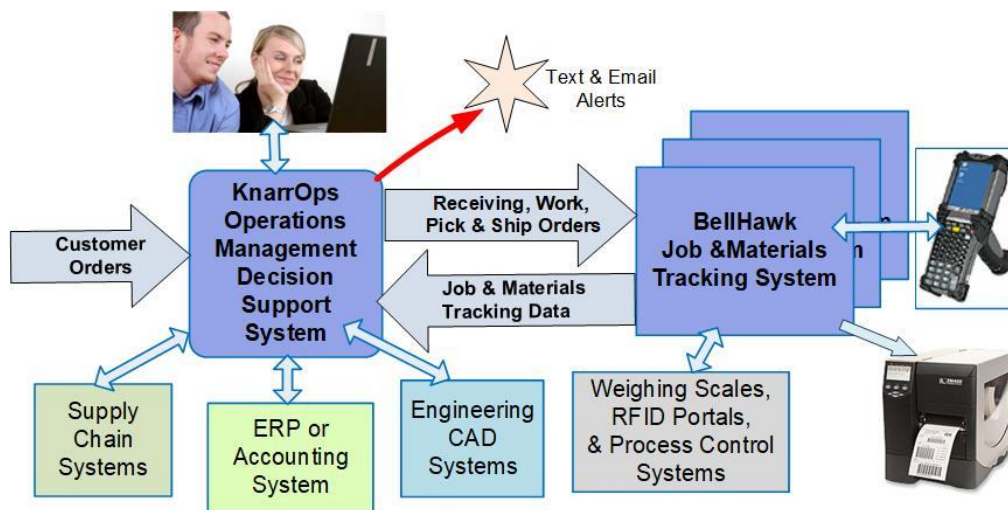 Text & Email
Alerts
KnarrOps
Operations
Management
Decision
Support
System
Receiving, Work,
Pick & Ship Orders
BellHawk
Job &Materials
Tracking System
Customer
Orders
Job & Materials
Tracking Data
Supply
Chain
Systems
ERP or
Accounting
System
Engineering
CAD
Systems
Weighing Scales,
RFID Portals,
& Process Control
Systems